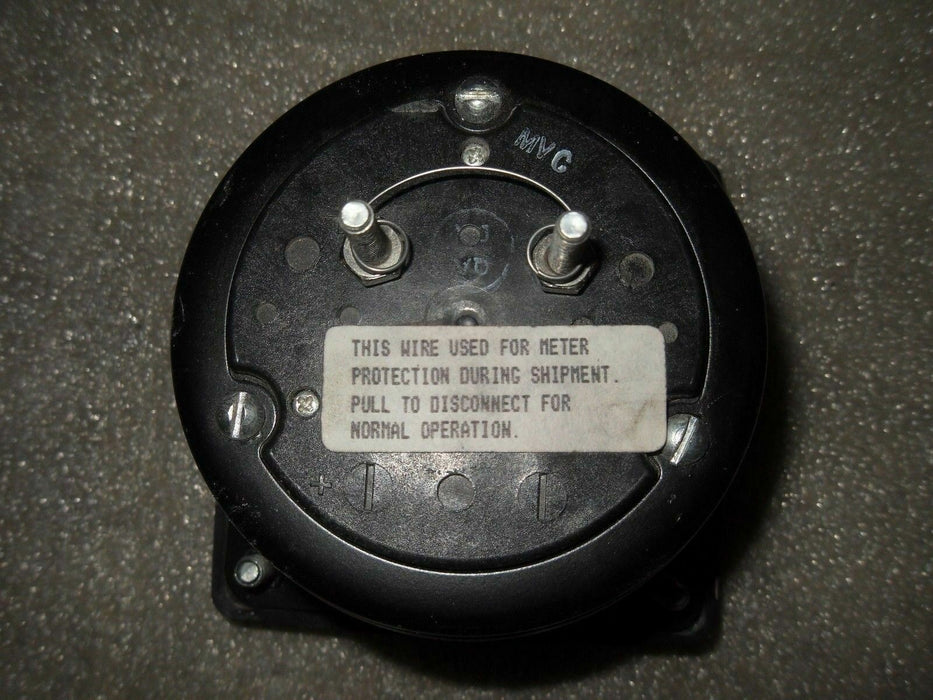 MVC
THIS WIRE USED FOR METER
PROTECTION DURING SHIPMENT.
PULL TO DISCONNECT FOR
NORMAL OPERATION.
+